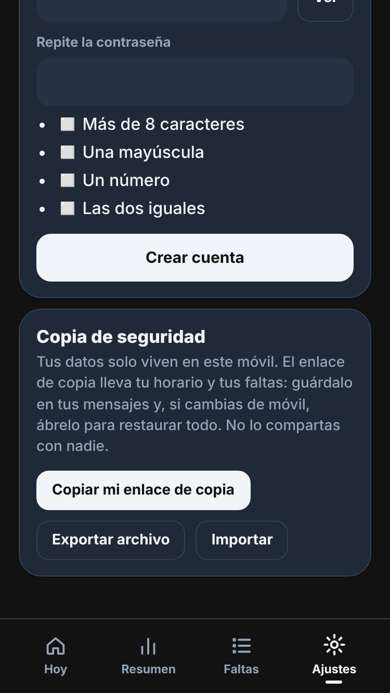 Ver
Repite la contraseña
Más de 8 caracteres
Una mayúscula
Un número
Las dos iguales
Crear cuenta
Copia de seguridad
Tus datos solo viven en este móvil. El enlace
de copia lleva tu horario y tus faltas: guárdalo
en tus mensajes y, si cambias de móvil,
ábrelo para restaurar todo. No lo compartas
con nadie.
Copiar mi enlace de copia
Exportar archivo
Importar
Hoy
Resumen
Faltas
Ajustes